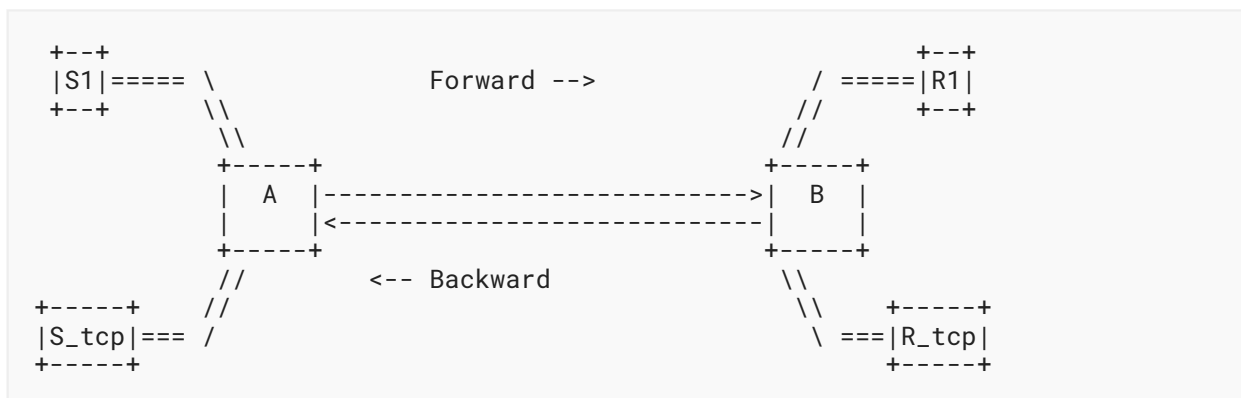 +--+                                                     +--+
|S1|===== \              Forward -->              / =====|R1|
+--+      \\                                    //      +--+
           \\                                  //
           +-----+                             +-----+
           |  A  |---------------------------->|  B  |
           |     |<----------------------------|     |
           +-----+                             +-----+
           //        <-- Backward               \\
+-----+   //                                     \\    +-----+
|S_tcp|=== /                                       \ ===|R_tcp|
+-----+                                                +-----+